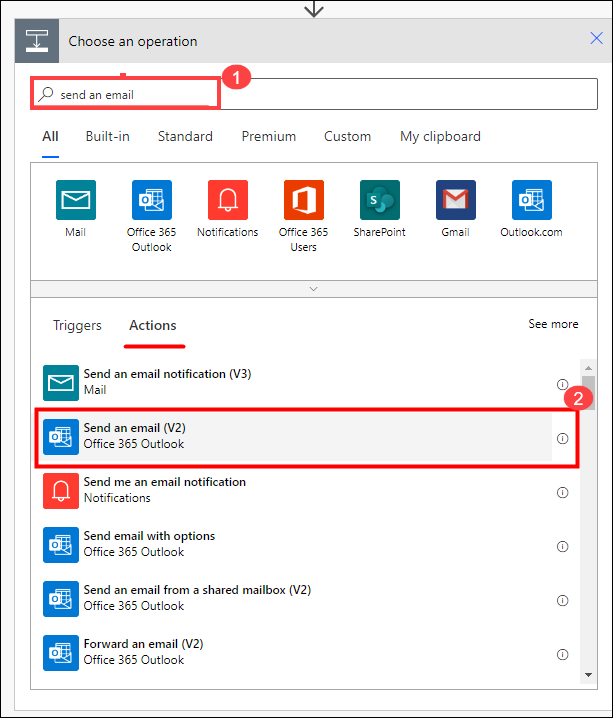 Choose an operation
send an email
1
All Built-in Standard Premium Custom My clipboard
Mail
Office 365
Outlook
Notifications
Office 365
Users
SharePoint
Gmail
Outlook.com
Triggers Actions See more
Send an email notification (V3)
Mail
2
Send an email (V2)
Office 365 Outlook
Send me an email notification
Notifications
Send email with options
Office 365 Outlook
Send an email from a shared mailbox (V2)
Office 365 Outlook
Forward an email (V2)
Office 365 Outlook